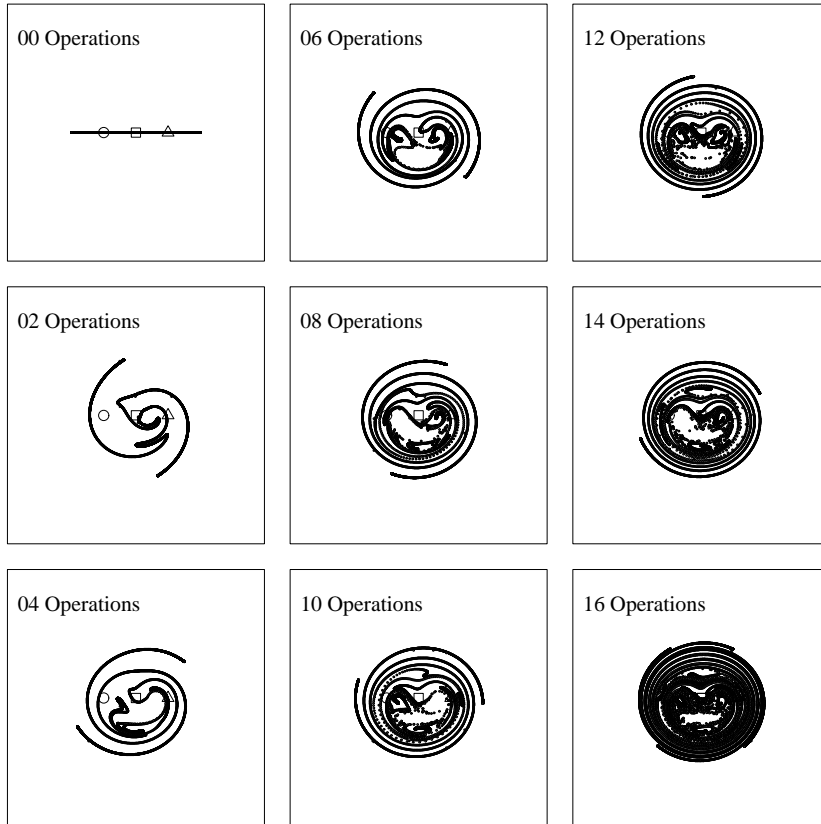 00 Operations
06 Operations
12 Operations
02 Operations
08 Operations
14 Operations
04 Operations
10 Operations
16 Operations